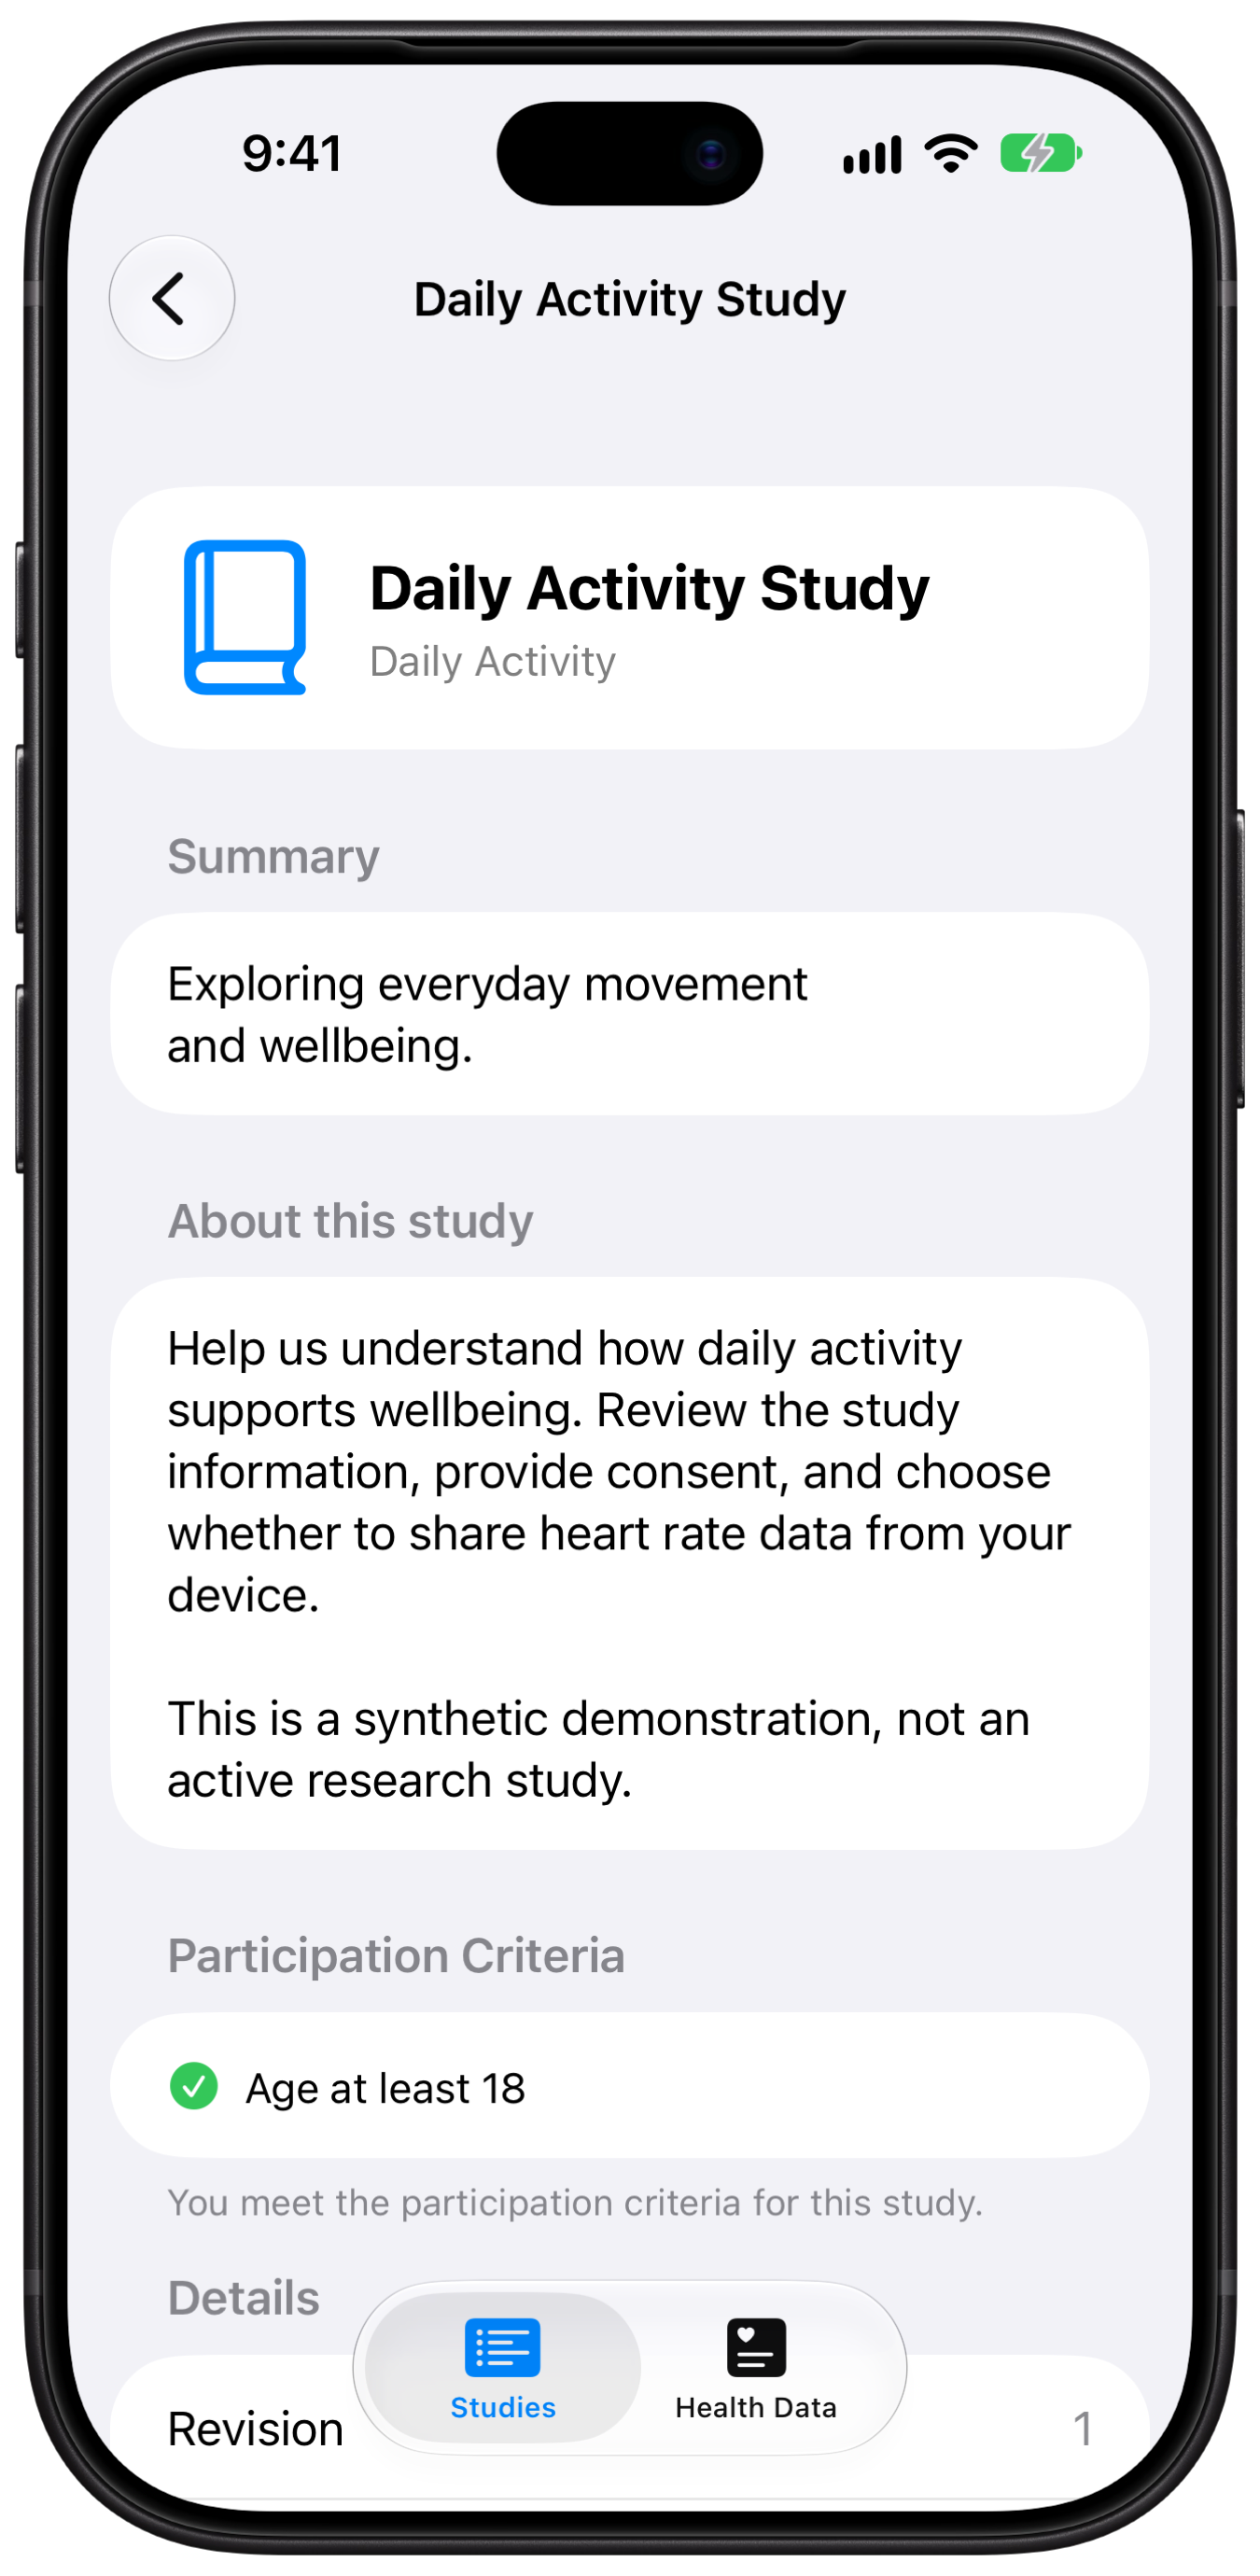 9:41
Daily Activity Study
Daily Activity Study
Daily Activity
Summary
Exploring everyday movement
and wellbeing.
About this study
Help us understand how daily activity
supports wellbeing. Review the study
information, provide consent, and choose
whether to share heart rate data from your
device.
This is a synthetic demonstration, not an
active research study.
Participation Criteria
Age at least 18
You meet the participation criteria for this study.
Details
Revision 1
Studies Health Data